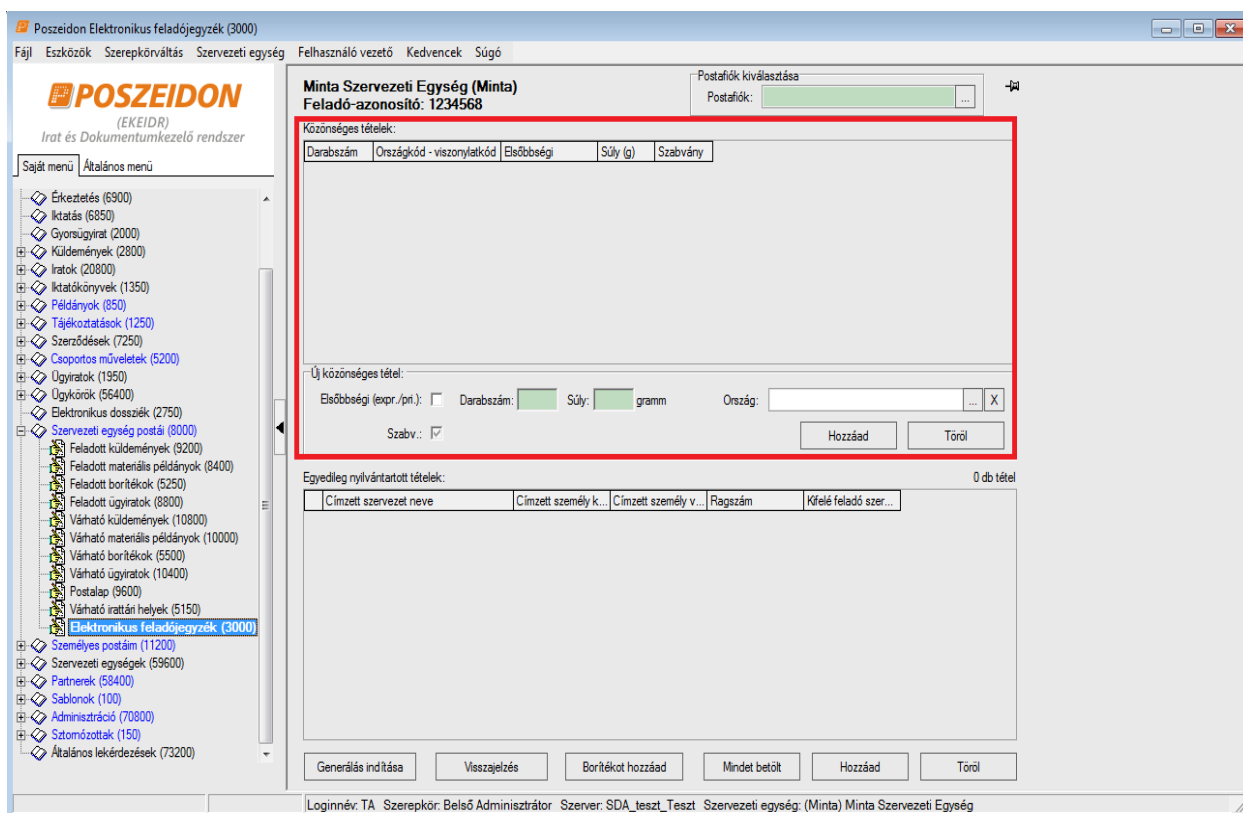 Poszeidon Elektronikus feladójegyzék (3000)
Fájl Eszközök Szerepkörváltás Szervezeti egység Felhasználó vezető Kedvencek Súgó
POSZEIDON
(EKEIDR)
Irat és Dokumentumkezelő rendszer
Saját menü Általános menü
Érkeztetés (6900)
Iktatás (6850)
Gyorsügyirat (2000)
Küldemények (2800)
Iratok (20800)
Iktatókönyvek (1350)
Példányok (850)
Tájékoztatások (1250)
Szerződések (7250)
Csoportos műveletek (5200)
Ügyiratok (1950)
Ügykörök (56400)
Elektronikus dossziék (2750)
Szervezeti egység postái (8000)
Feladott küldemények (9200)
Feladott materiális példányok (8400)
Feladott borítékok (5250)
Feladott ügyiratok (8800)
Várható küldemények (10800)
Várható materiális példányok (10000)
Várható borítékok (5500)
Várható ügyiratok (10400)
Postalap (9600)
Várható irattári helyek (5150)
Elektronikus feladójegyzék (3000)
Személyes postáim (11200)
Szervezeti egységek (59600)
Partnerek (58400)
Sablonok (100)
Adminisztráció (70800)
Sztornózottak (150)
Általános lekérdezések (73200)
Minta Szervezeti Egység (Minta)
Feladó-azonosító: 1234568
Postafiók kiválasztása
Postafiók: ...
Közönséges tételek:
Darabszám Országkód - viszonylatkód Elsőbbségi Súly (g) Szabvány
Új közönséges tétel:
Elsőbbségi (expr./pri.): Darabszám: Súly: gramm Ország: ... X
Szabv.: Hozzáad Töröl
Egyedileg nyilvántartott tételek: 0 db tétel
Címzett szervezet neve Címzett személy k... Címzett személy v... Ragszám Kifelé feladó szer...
Generálás indítása Visszajelzés Borítékot hozzáad Mindet betölt Hozzáad Töröl
Loginnév: TA Szerepkör: Belső Adminisztrátor Szerver: SDA_teszt_Teszt Szervezeti egység: (Minta) Minta Szervezeti Egység